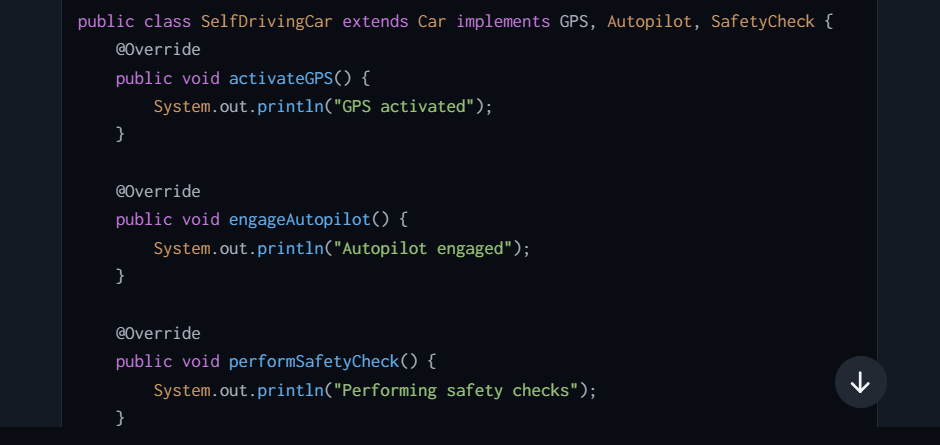 public class SelfDrivingCar extends Car implements GPS, Autopilot, SafetyCheck {
    @Override
    public void activateGPS() {
        System.out.println("GPS activated");
    }

    @Override
    public void engageAutopilot() {
        System.out.println("Autopilot engaged");
    }

    @Override
    public void performSafetyCheck() {
        System.out.println("Performing safety checks");
    }